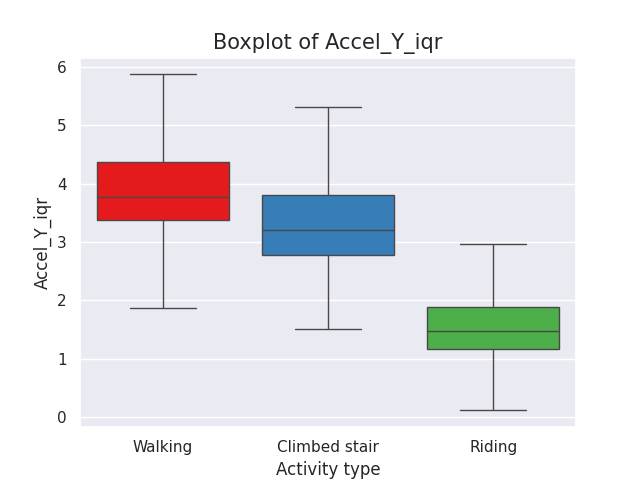 Boxplot of Accel_Y_iqr
6
5
4
3
2
1
0
Accel_Y_iqr
Walking
Climbed stair
Riding
Activity type